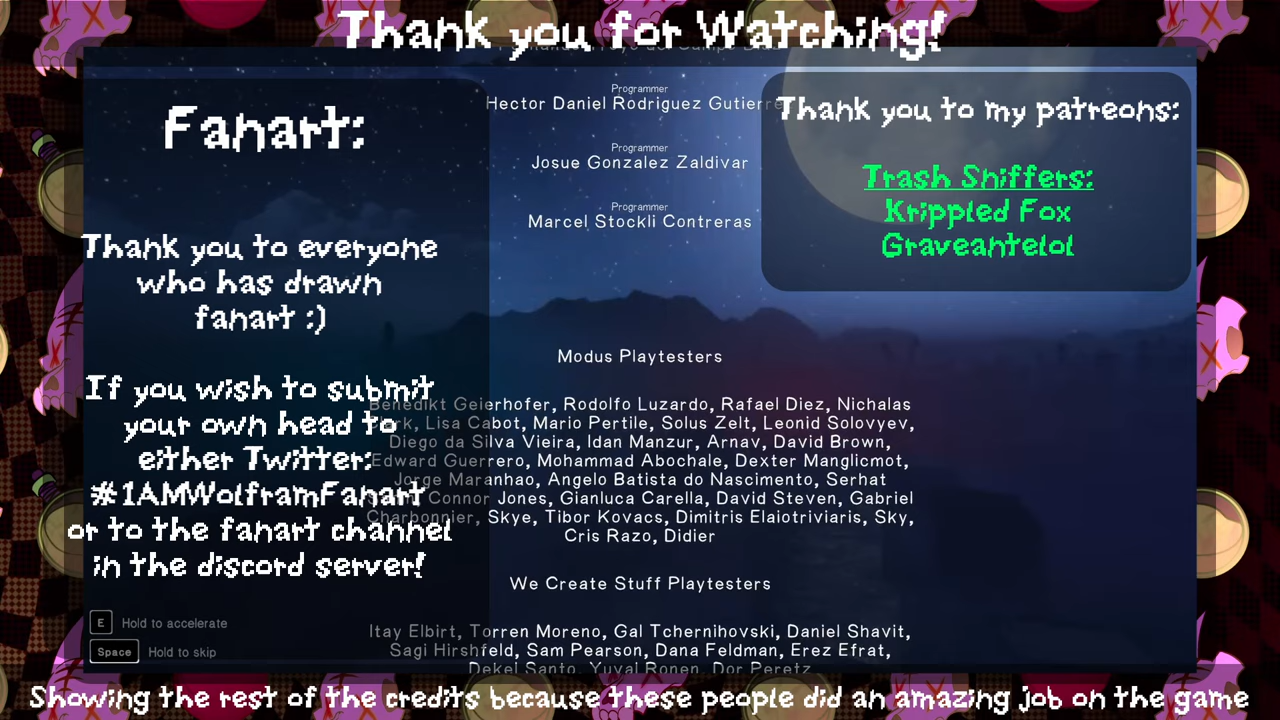 Thank you for Watching!
Fanart:
Thank you to everyone
who has drawn
fanart :)
If you wish to submit
your own head to
either Twitter:
#1AMWolframFanart
or to the fanart channel
in the discord server!
E Hold to accelerate
Space Hold to skip
Programmer
Hector Daniel Rodriguez Gutierre
Programmer
Josue Gonzalez Zaldivar
Programmer
Marcel Stockli Contreras
Modus Playtesters
Benedikt Geierhofer, Rodolfo Luzardo, Rafael Diez, Nichalas
Lisa Cabot, Mario Pertile, Solus Zelt, Leonid Solovyev,
Diego da Silva Vieira, Idan Manzur, Arnav, David Brown,
Edward Guerrero, Mohammad Abochale, Dexter Manglicmot,
Jorge Maranhao, Angelo Batista do Nascimento, Serhat
Connor Jones, Gianluca Carella, David Steven, Gabriel
Charbonnier, Skye, Tibor Kovacs, Dimitris Elaiotriviaris, Sky,
Cris Razo, Didier
We Create Stuff Playtesters
Itay Elbirt, Torren Moreno, Gal Tchernihovski, Daniel Shavit,
Sagi Hirshfeld, Sam Pearson, Dana Feldman, Erez Efrat,
Dekel Santo, Yuval Ronen, Dor Peretz
Thank you to my patreons:
Trash Sniffers:
Krippled Fox
Graveantelol
Showing the rest of the credits because these people did an amazing job on the game